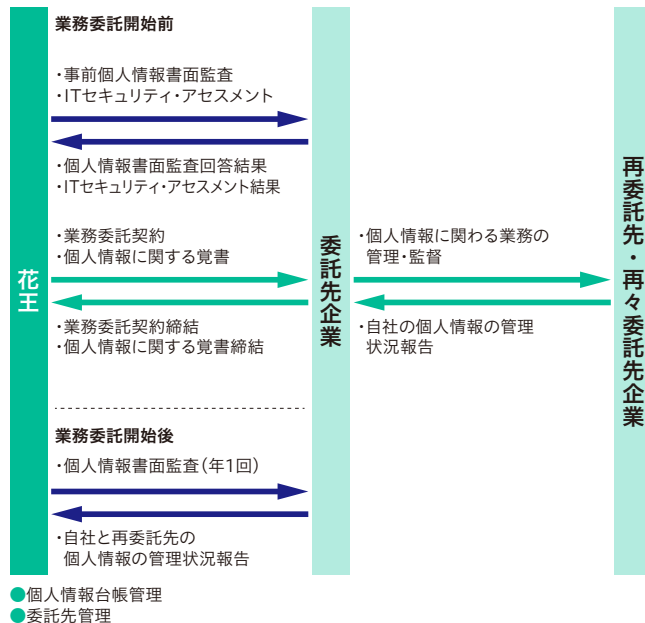 業務委託開始前
・事前個人情報書面監査
・ITセキュリティ・アセスメント
・個人情報書面監査回答結果
・ITセキュリティ・アセスメント結果
・業務委託契約
・個人情報に関する覚書
・業務委託契約締結
・個人情報に関する覚書締結
業務委託開始後
・個人情報書面監査（年1回）
・自社と再委託先の
個人情報の管理状況報告
花王
委託先企業
・個人情報に関わる業務の
管理・監督
・自社の個人情報の管理
状況報告
再委託先・再々委託先企業
●個人情報台帳管理
●委託先管理